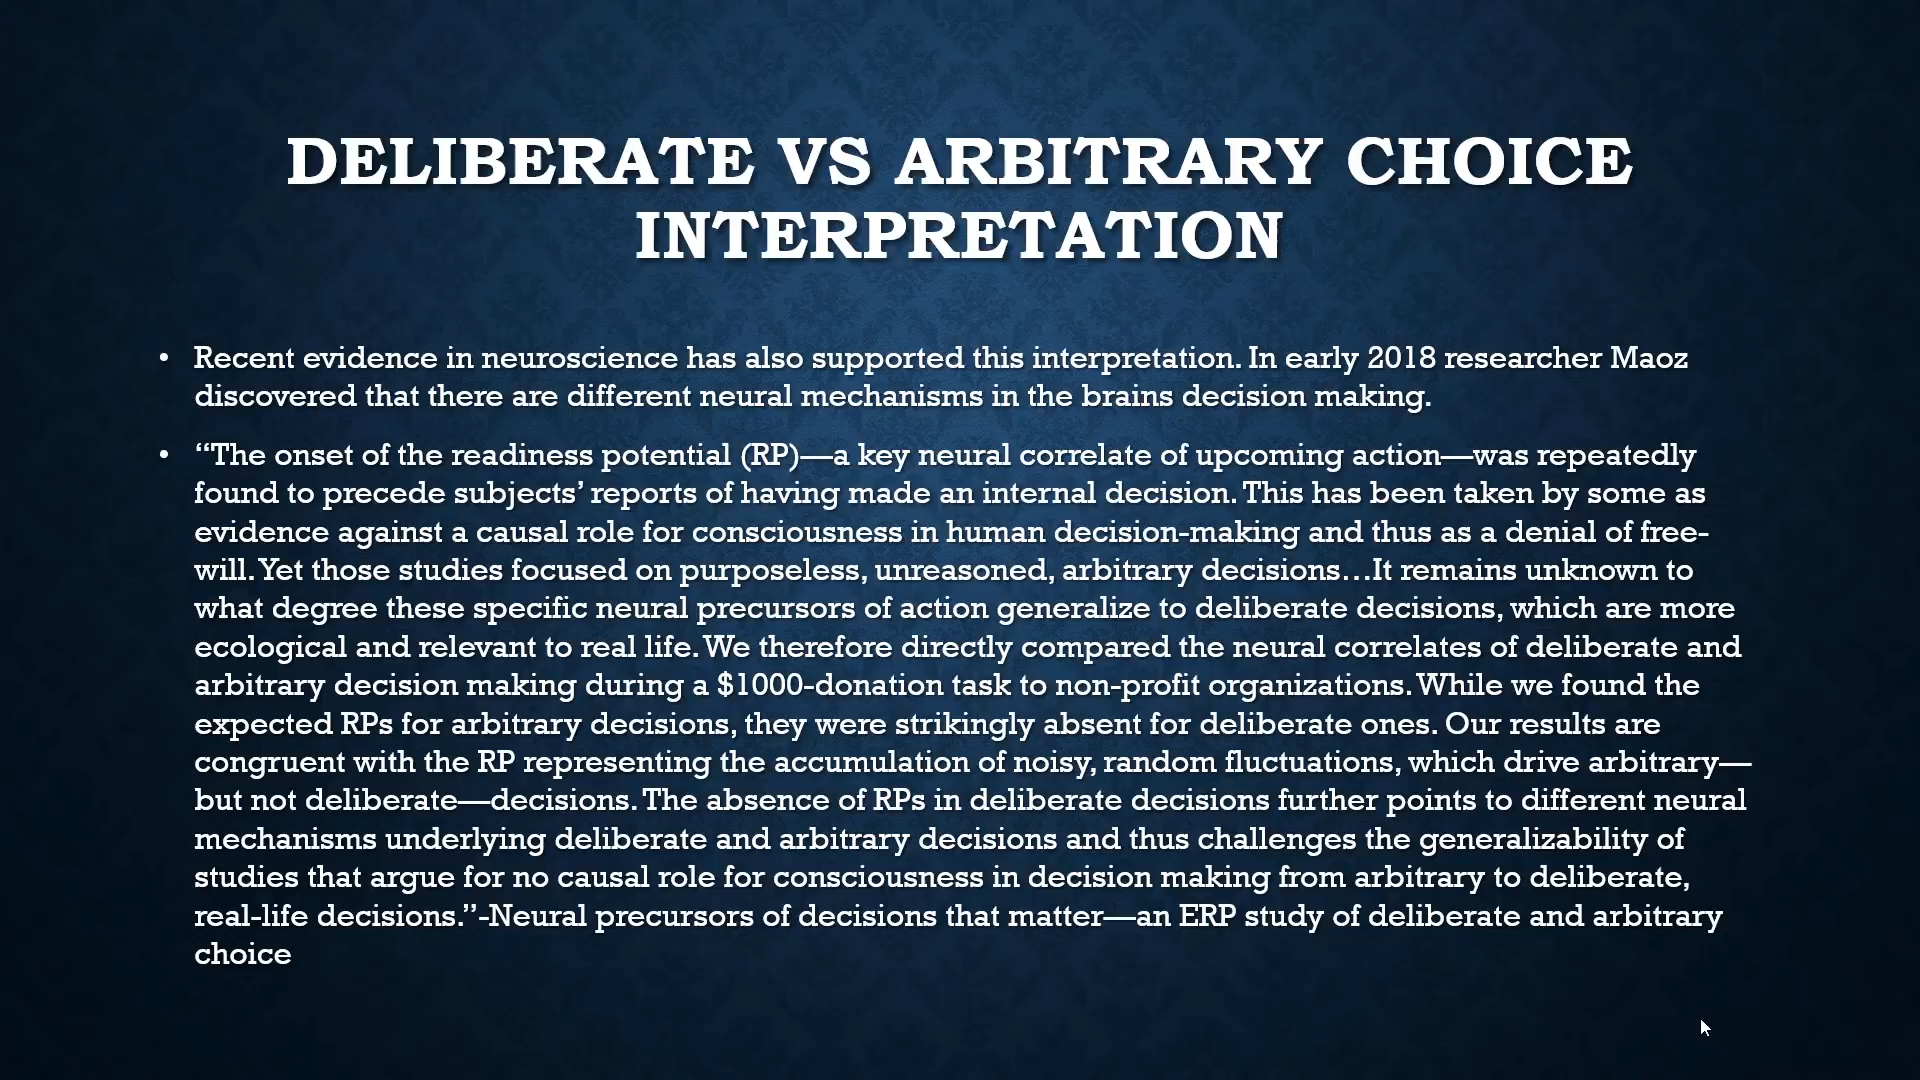 DELIBERATE VS ARBITRARY CHOICE
INTERPRETATION
• Recent evidence in neuroscience has also supported this interpretation. In early 2018 researcher Maoz
discovered that there are different neural mechanisms in the brains decision making.
• “The onset of the readiness potential (RP)—a key neural correlate of upcoming action—was repeatedly
found to precede subjects’ reports of having made an internal decision. This has been taken by some as
evidence against a causal role for consciousness in human decision-making and thus as a denial of free-
will. Yet those studies focused on purposeless, unreasoned, arbitrary decisions…It remains unknown to
what degree these specific neural precursors of action generalize to deliberate decisions, which are more
ecological and relevant to real life. We therefore directly compared the neural correlates of deliberate and
arbitrary decision making during a $1000-donation task to non-profit organizations. While we found the
expected RPs for arbitrary decisions, they were strikingly absent for deliberate ones. Our results are
congruent with the RP representing the accumulation of noisy, random fluctuations, which drive arbitrary—
but not deliberate—decisions. The absence of RPs in deliberate decisions further points to different neural
mechanisms underlying deliberate and arbitrary decisions and thus challenges the generalizability of
studies that argue for no causal role for consciousness in decision making from arbitrary to deliberate,
real-life decisions.”-Neural precursors of decisions that matter—an ERP study of deliberate and arbitrary
choice